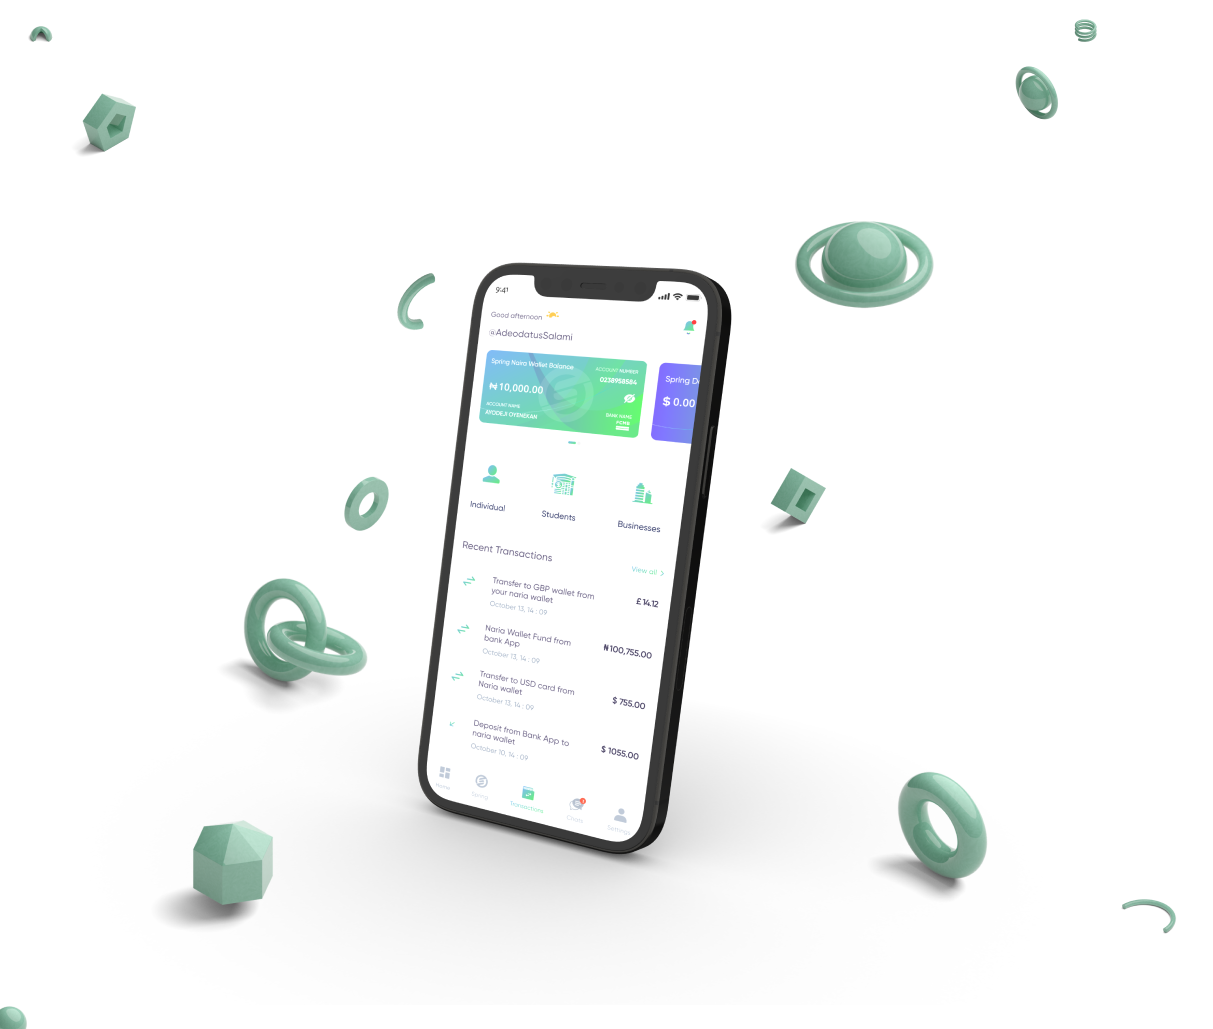 9:41
Good afternoon
@AdeodatusSalami
Spring Naira Wallet Balance
ACCOUNT NUMBER
0238958584
₦ 10,000.00
ACCOUNT NAME
AYODEJI OYENEKAN
BANK NAME
FCMB
Spring Do
$ 0.00
Individual
Students
Businesses
Recent Transactions
View all >
Transfer to GBP wallet from
your naria wallet
October 13, 14 : 09
£ 14.12
Naria Wallet Fund from
bank App
October 13, 14 : 09
₦100,755.00
Transfer to USD card from
Naria wallet
October 13, 14 : 09
$ 755.00
Deposit from Bank App to
naria wallet
October 10, 14 : 09
$ 1055.00
Home
Transactions
Settings